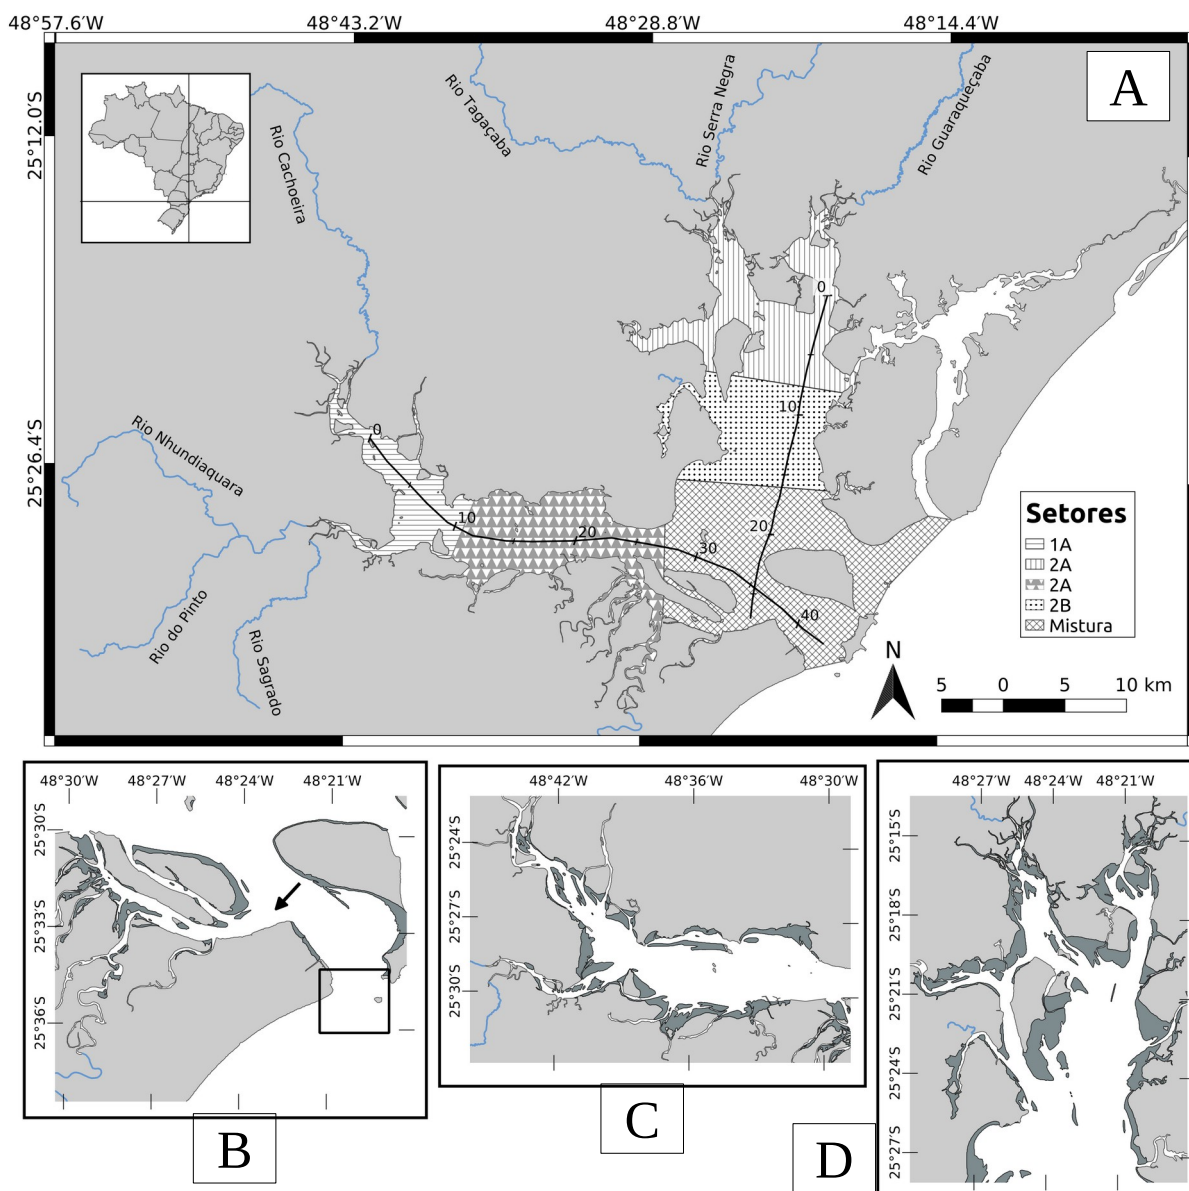 48°57.6′W 48°43.2′W 48°28.8′W 48°14.4′W
A
25°12.0′S
25°26.4′S
Rio Cachoeira
Rio Tagaçaba
Rio Serra Negra
Rio Guaraqueçaba
Rio Nhundiaquara
Rio do Pinto
Rio Sagrado
0
10
20
30
40
0
10
20
Setores
1A
2A
2A
2B
Mistura
N
5 0 5 10 km
48°30′W 48°27′W 48°24′W 48°21′W
25°30′S
25°33′S
25°36′S
B
48°42′W 48°36′W 48°30′W
25°24′S
25°27′S
25°30′S
C
48°27′W 48°24′W 48°21′W
25°15′S
25°18′S
25°21′S
25°24′S
25°27′S
D